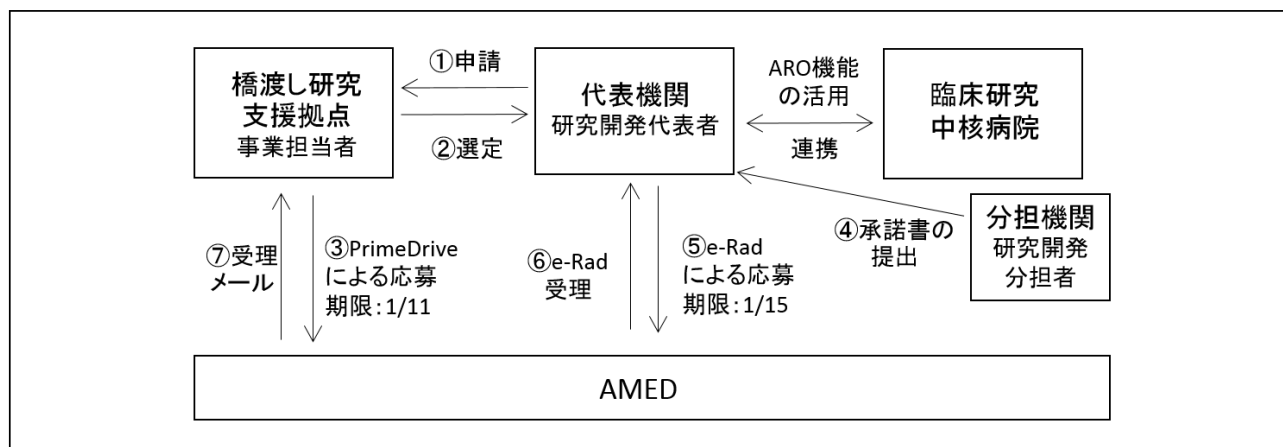 橋渡し研究
支援拠点
事業担当者
①申請
②選定
代表機関
研究開発代表者
ARO機能
の活用
連携
臨床研究
中核病院
⑦受理
メール
③PrimeDrive
による応募
期限：1/11
⑥e-Rad
受理
⑤e-Rad
による応募
期限：1/15
④承諾書の
提出
分担機関
研究開発
分担者
AMED